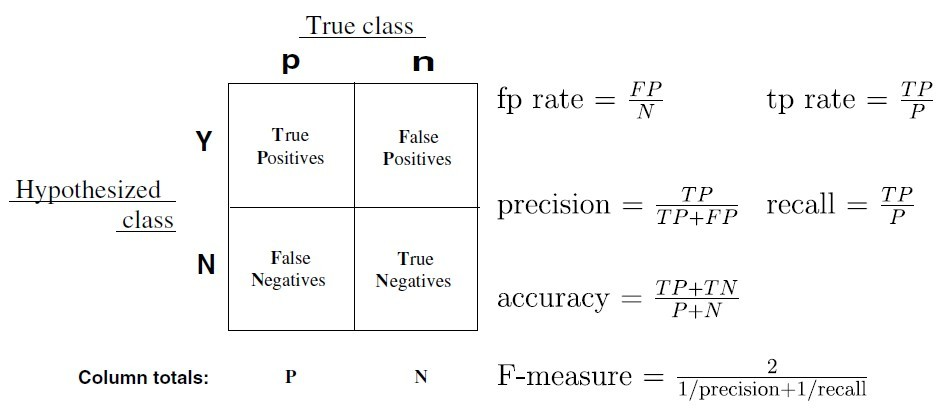 True class
p n
Y
True
Positives
False
Positives
Hypothesized
class
N
False
Negatives
True
Negatives
Column totals: P N
fp rate = FP/N
tp rate = TP/P
precision = TP/TP+FP
recall = TP/P
accuracy = TP+TN/P+N
F-measure = 2/1/precision+1/recall